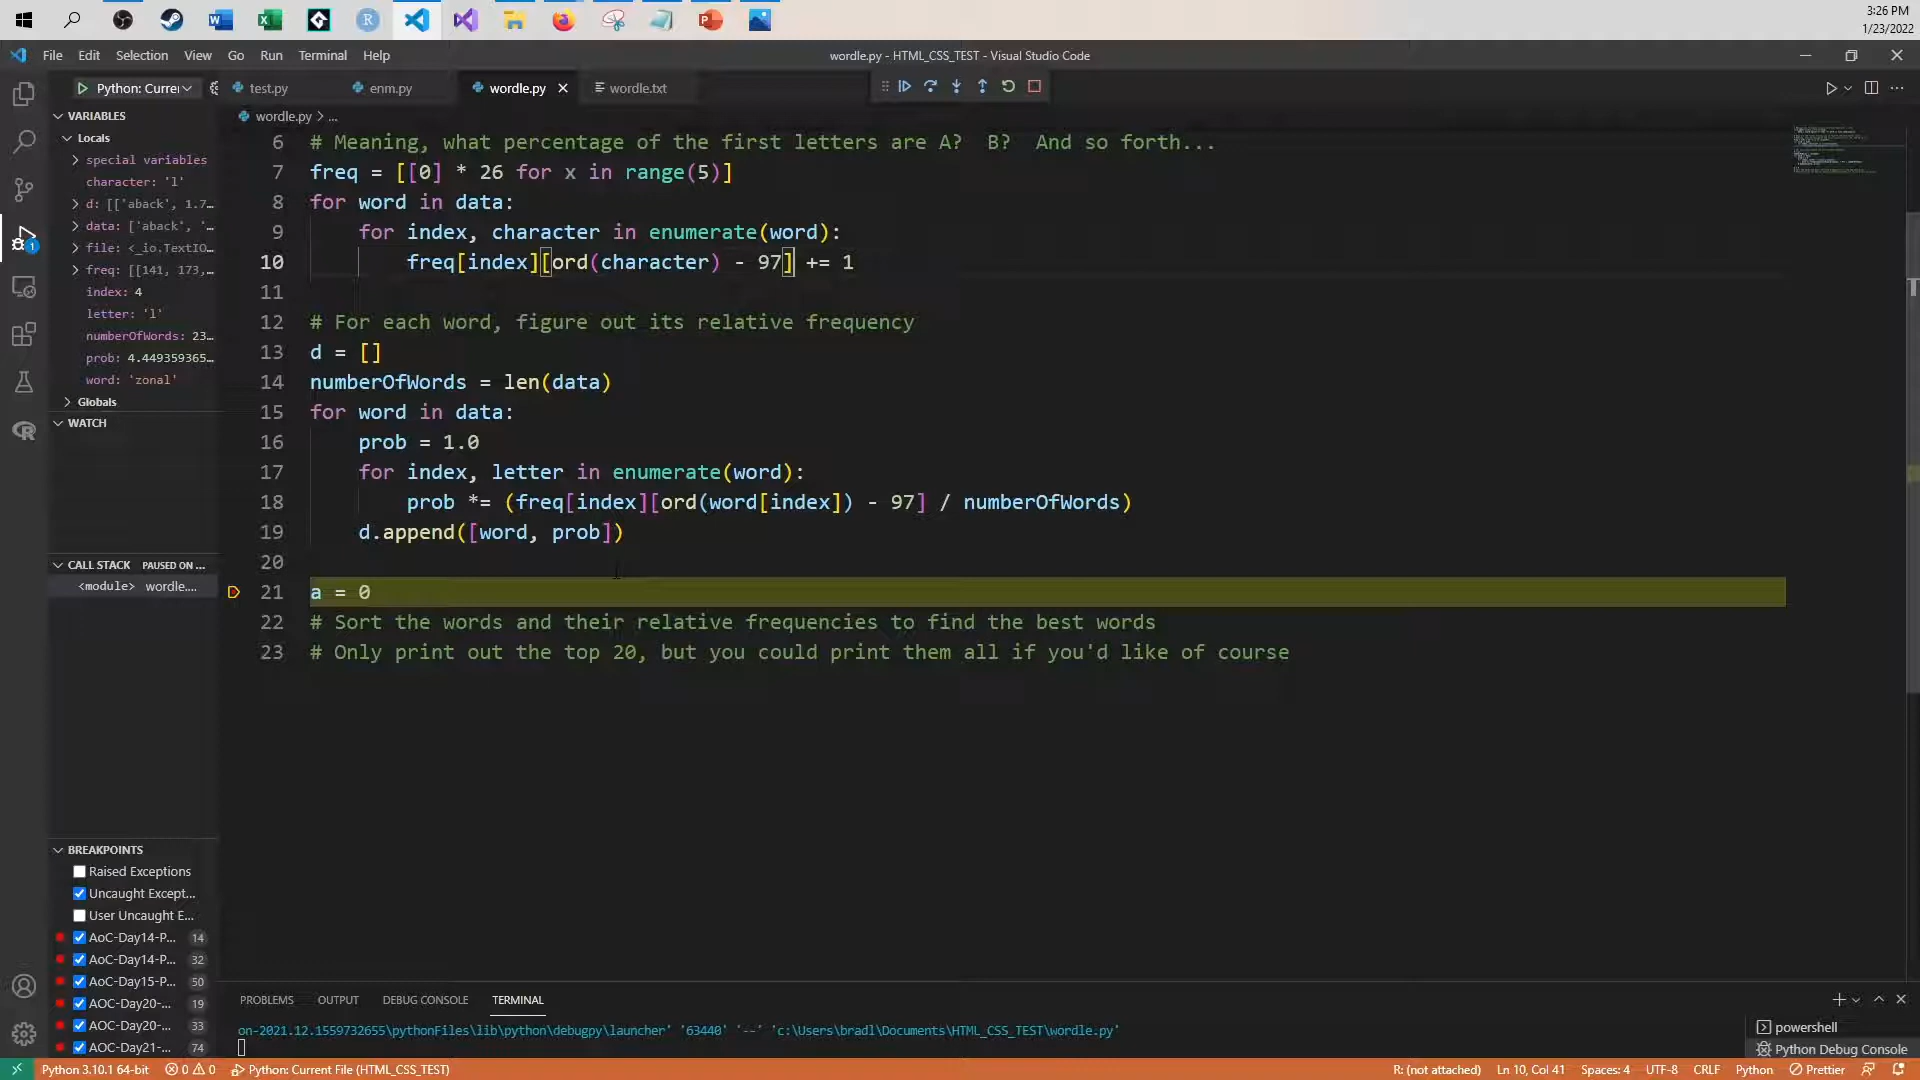 3:26 PM
1/23/2022
File Edit Selection View Go Run Terminal Help
wordle.py - HTML_CSS_TEST - Visual Studio Code
Python: Currer
test.py
enm.py
wordle.py
wordle.txt
wordle.py > ...
VARIABLES
Locals
special variables
character: 'l'
d: [['aback', 1.7...
data: ['aback', '...
file: <_io.TextIO...
freq: [[141, 173,...
index: 4
letter: 'l'
numberOfWords: 23...
prob: 4.449359365...
word: 'zonal'
Globals
WATCH
CALL STACK PAUSED ON ...
<module> wordle....
BREAKPOINTS
Raised Exceptions
Uncaught Except...
User Uncaught E...
AoC-Day14-P... 14
AoC-Day14-P... 32
AoC-Day15-P... 50
AOC-Day20-... 19
AOC-Day20-... 33
AOC-Day21-... 74
6 # Meaning, what percentage of the first letters are A?  B?  And so forth...
7 freq = [[0] * 26 for x in range(5)]
8 for word in data:
9     for index, character in enumerate(word):
10         freq[index][ord(character) - 97] += 1
11
12 # For each word, figure out its relative frequency
13 d = []
14 numberOfWords = len(data)
15 for word in data:
16     prob = 1.0
17     for index, letter in enumerate(word):
18         prob *= (freq[index][ord(word[index]) - 97] / numberOfWords)
19     d.append([word, prob])
20
21 a = 0
22 # Sort the words and their relative frequencies to find the best words
23 # Only print out the top 20, but you could print them all if you'd like of course
PROBLEMS OUTPUT DEBUG CONSOLE TERMINAL
on-2021.12.1559732655\pythonFiles\lib\python\debugpy\launcher' '63440' '--' 'c:\Users\bradl\Documents\HTML_CSS_TEST\wordle.py'
powershell
Python Debug Console
Python 3.10.1 64-bit 0 0 Python: Current File (HTML_CSS_TEST)
R: (not attached) Ln 10, Col 41 Spaces: 4 UTF-8 CRLF Python Prettier